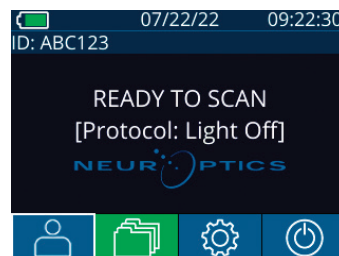 07/22/22 09:22:30
ID: ABC123
READY TO SCAN
[Protocol: Light Off]
NEUROPTICS